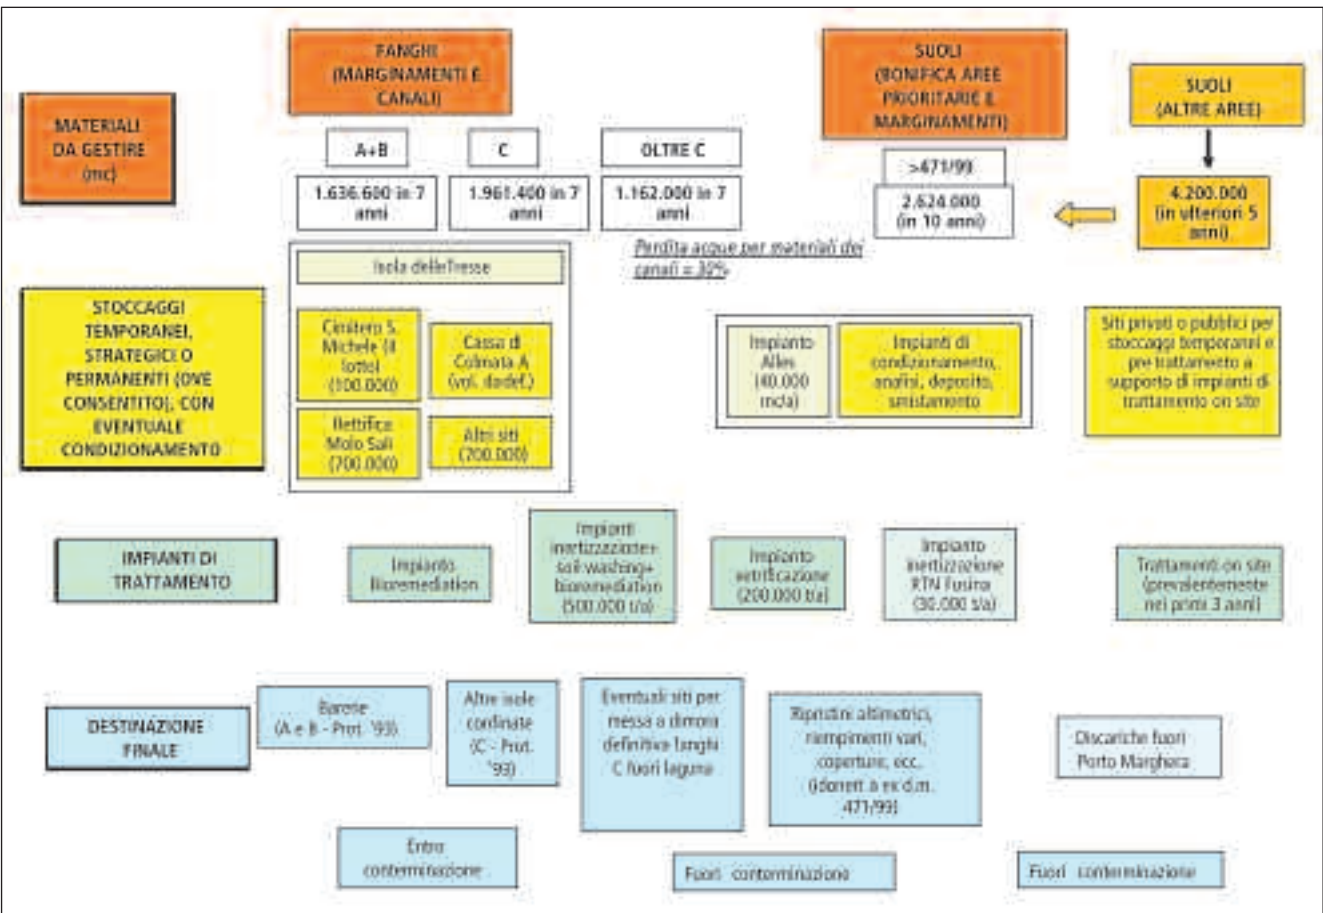 MATERIALI
DA GESTIRE
(mc)
FANGHI
(MARGINAMENTI E
CANALI)
A+B
C
OLTRE C
1.636.600 in 7
anni
1.961.400 in 7
anni
1.162.000 in 7
anni
Perdita acque per materiali dei
canali = 30%
SUOLI
(BONIFICA AREE
PRIORITARIE E
MARGINAMENTI)
>471/99
2.624.000
(in 10 anni)
SUOLI
(ALTRE AREE)
4.200.000
(in ulteriori 5
anni)
STOCCAGGI
TEMPORANEI,
STRATEGICI O
PERMANENTI (OVE
CONSENTITO), CON
EVENTUALE
CONDIZIONAMENTO
Isola delleTresse
Cimitero S.
Michele (II
lotto)
(100.000)
Cassa di
Colmata A
(vol. dadef.)
Rettifica
Molo Sali
(700.000)
Altri siti
(700.000)
Impianto
Alles
(40.000
mc/a)
Impianti di
condizionamento,
analisi, deposito,
smistamento
Siti privati o pubblici per
stoccaggi temporanei e
pre trattamento a
supporto di impianti di
trattamento on site
IMPIANTI DI
TRATTAMENTO
Impianto
Bioremediation
Impianti
inertizzazione+
soil washing+
bioremediation
(500.000 t/a)
Impianto
vetrificazione
(200.000 t/a)
Impianto
inertizzazione
RTN Fusina
(30.000 t/a)
Trattamenti on site
(prevalentemente
nei primi 3 anni)
DESTINAZIONE
FINALE
Barene
(A e B - Prot. '93)
Altre isole
confinate
(C - Prot.
'93)
Eventuali siti per
messa a dimora
definitiva fanghi
C fuori laguna
Ripristini altimetrici,
riempimenti vari,
coperture, ecc.
(idonei a ex d.m.
471/99)
Discariche fuori
Porto Marghera
Entro
conterminazione
Fuori conterminazione
Fuori conterminazione